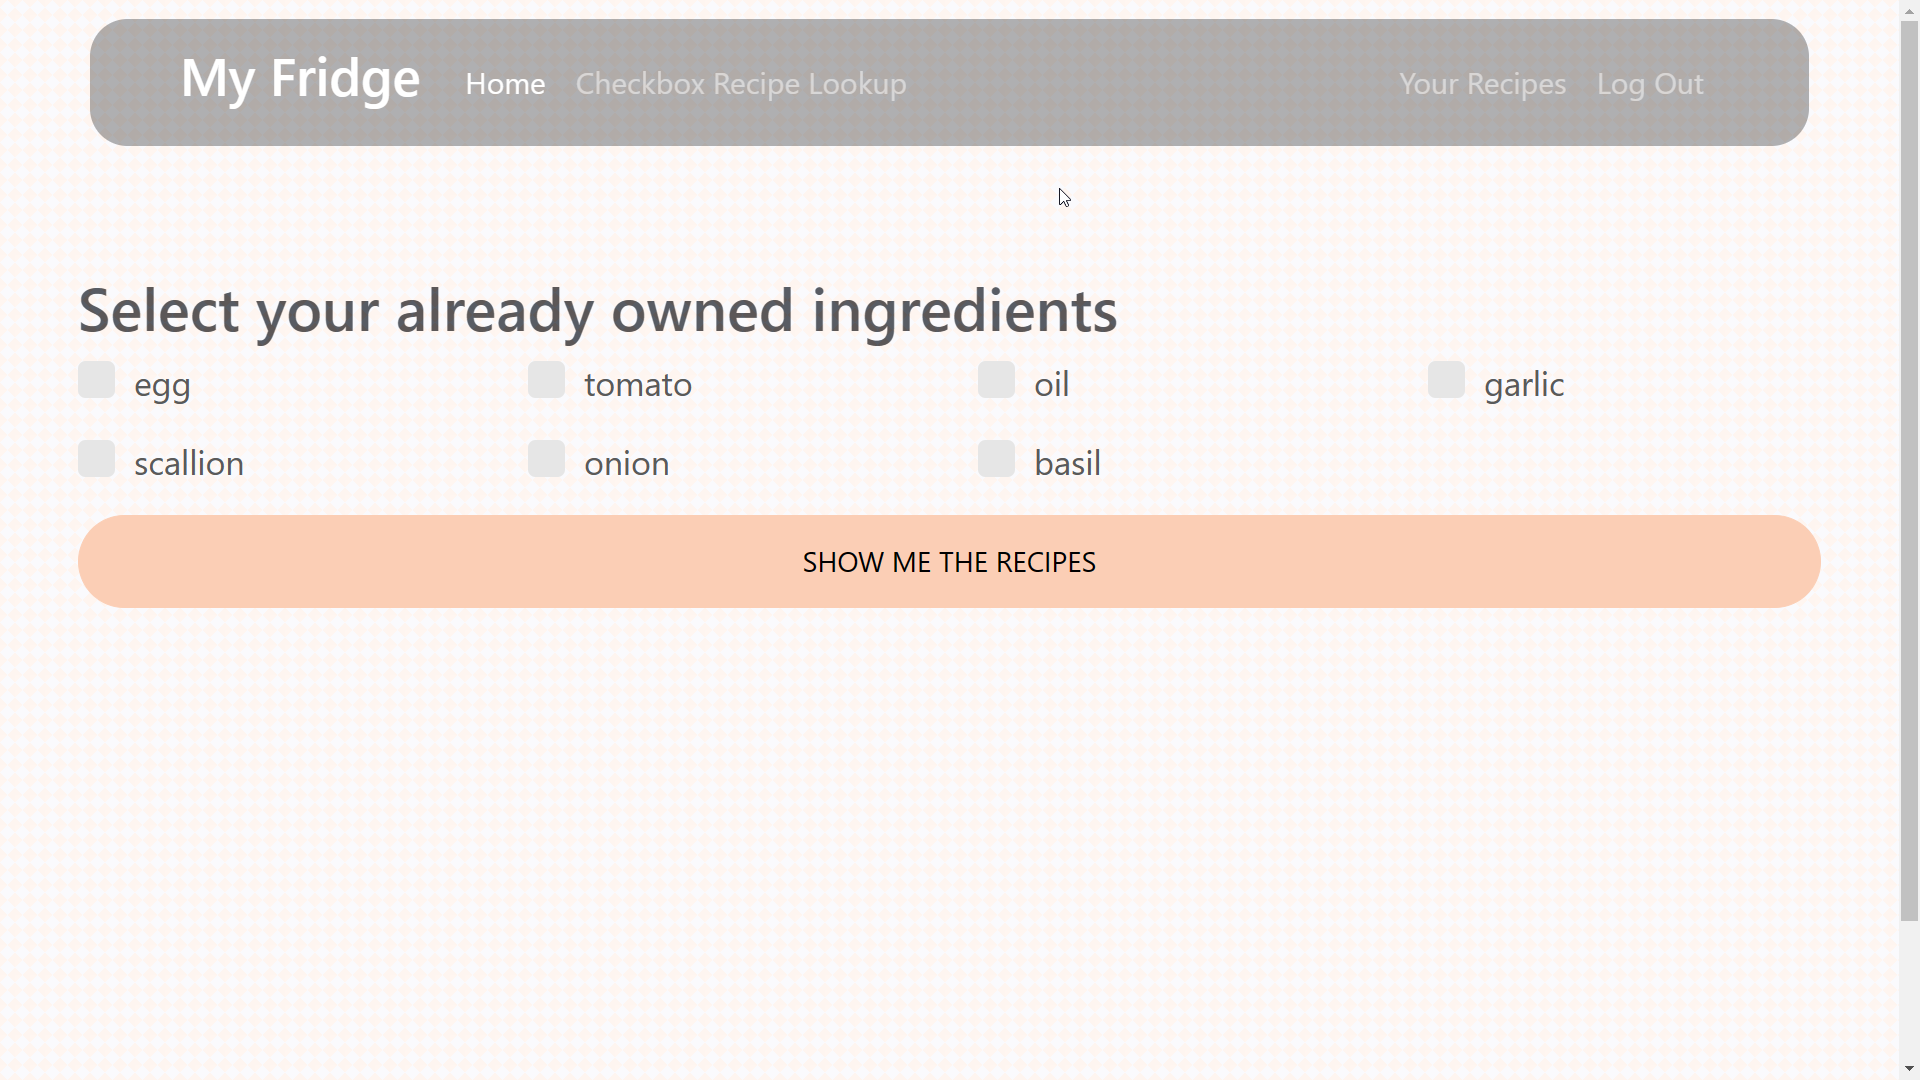 My Fridge Home Checkbox Recipe Lookup Your Recipes Log Out
Select your already owned ingredients
egg tomato oil garlic
scallion onion basil
SHOW ME THE RECIPES